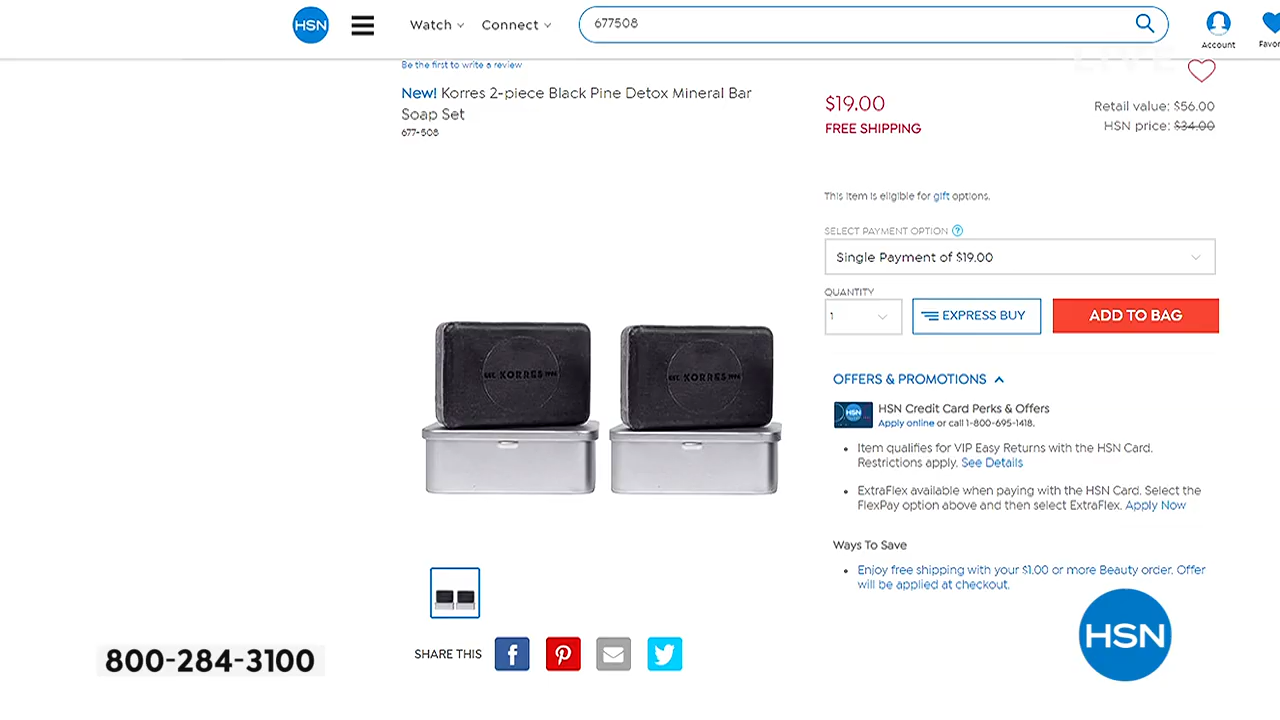 HSN
Watch
Connect
677508
Account
LIVE
Be the first to write a review
New! Korres 2-piece Black Pine Detox Mineral Bar
Soap Set
677-508
$19.00
FREE SHIPPING
Retail value: $56.00
HSN price: $34.00
This item is eligible for gift options.
SELECT PAYMENT OPTION ?
Single Payment of $19.00
QUANTITY
1
EXPRESS BUY
ADD TO BAG
EST. KORRES 1996
EST. KORRES 1996
OFFERS & PROMOTIONS
HSN
HSN Credit Card Perks & Offers
Apply online or call 1-800-695-1418.
• Item qualifies for VIP Easy Returns with the HSN Card.
Restrictions apply. See Details
• ExtraFlex available when paying with the HSN Card. Select the
FlexPay option above and then select ExtraFlex. Apply Now
Ways To Save
• Enjoy free shipping with your $1.00 or more Beauty order. Offer
will be applied at checkout.
SHARE THIS
800-284-3100
HSN